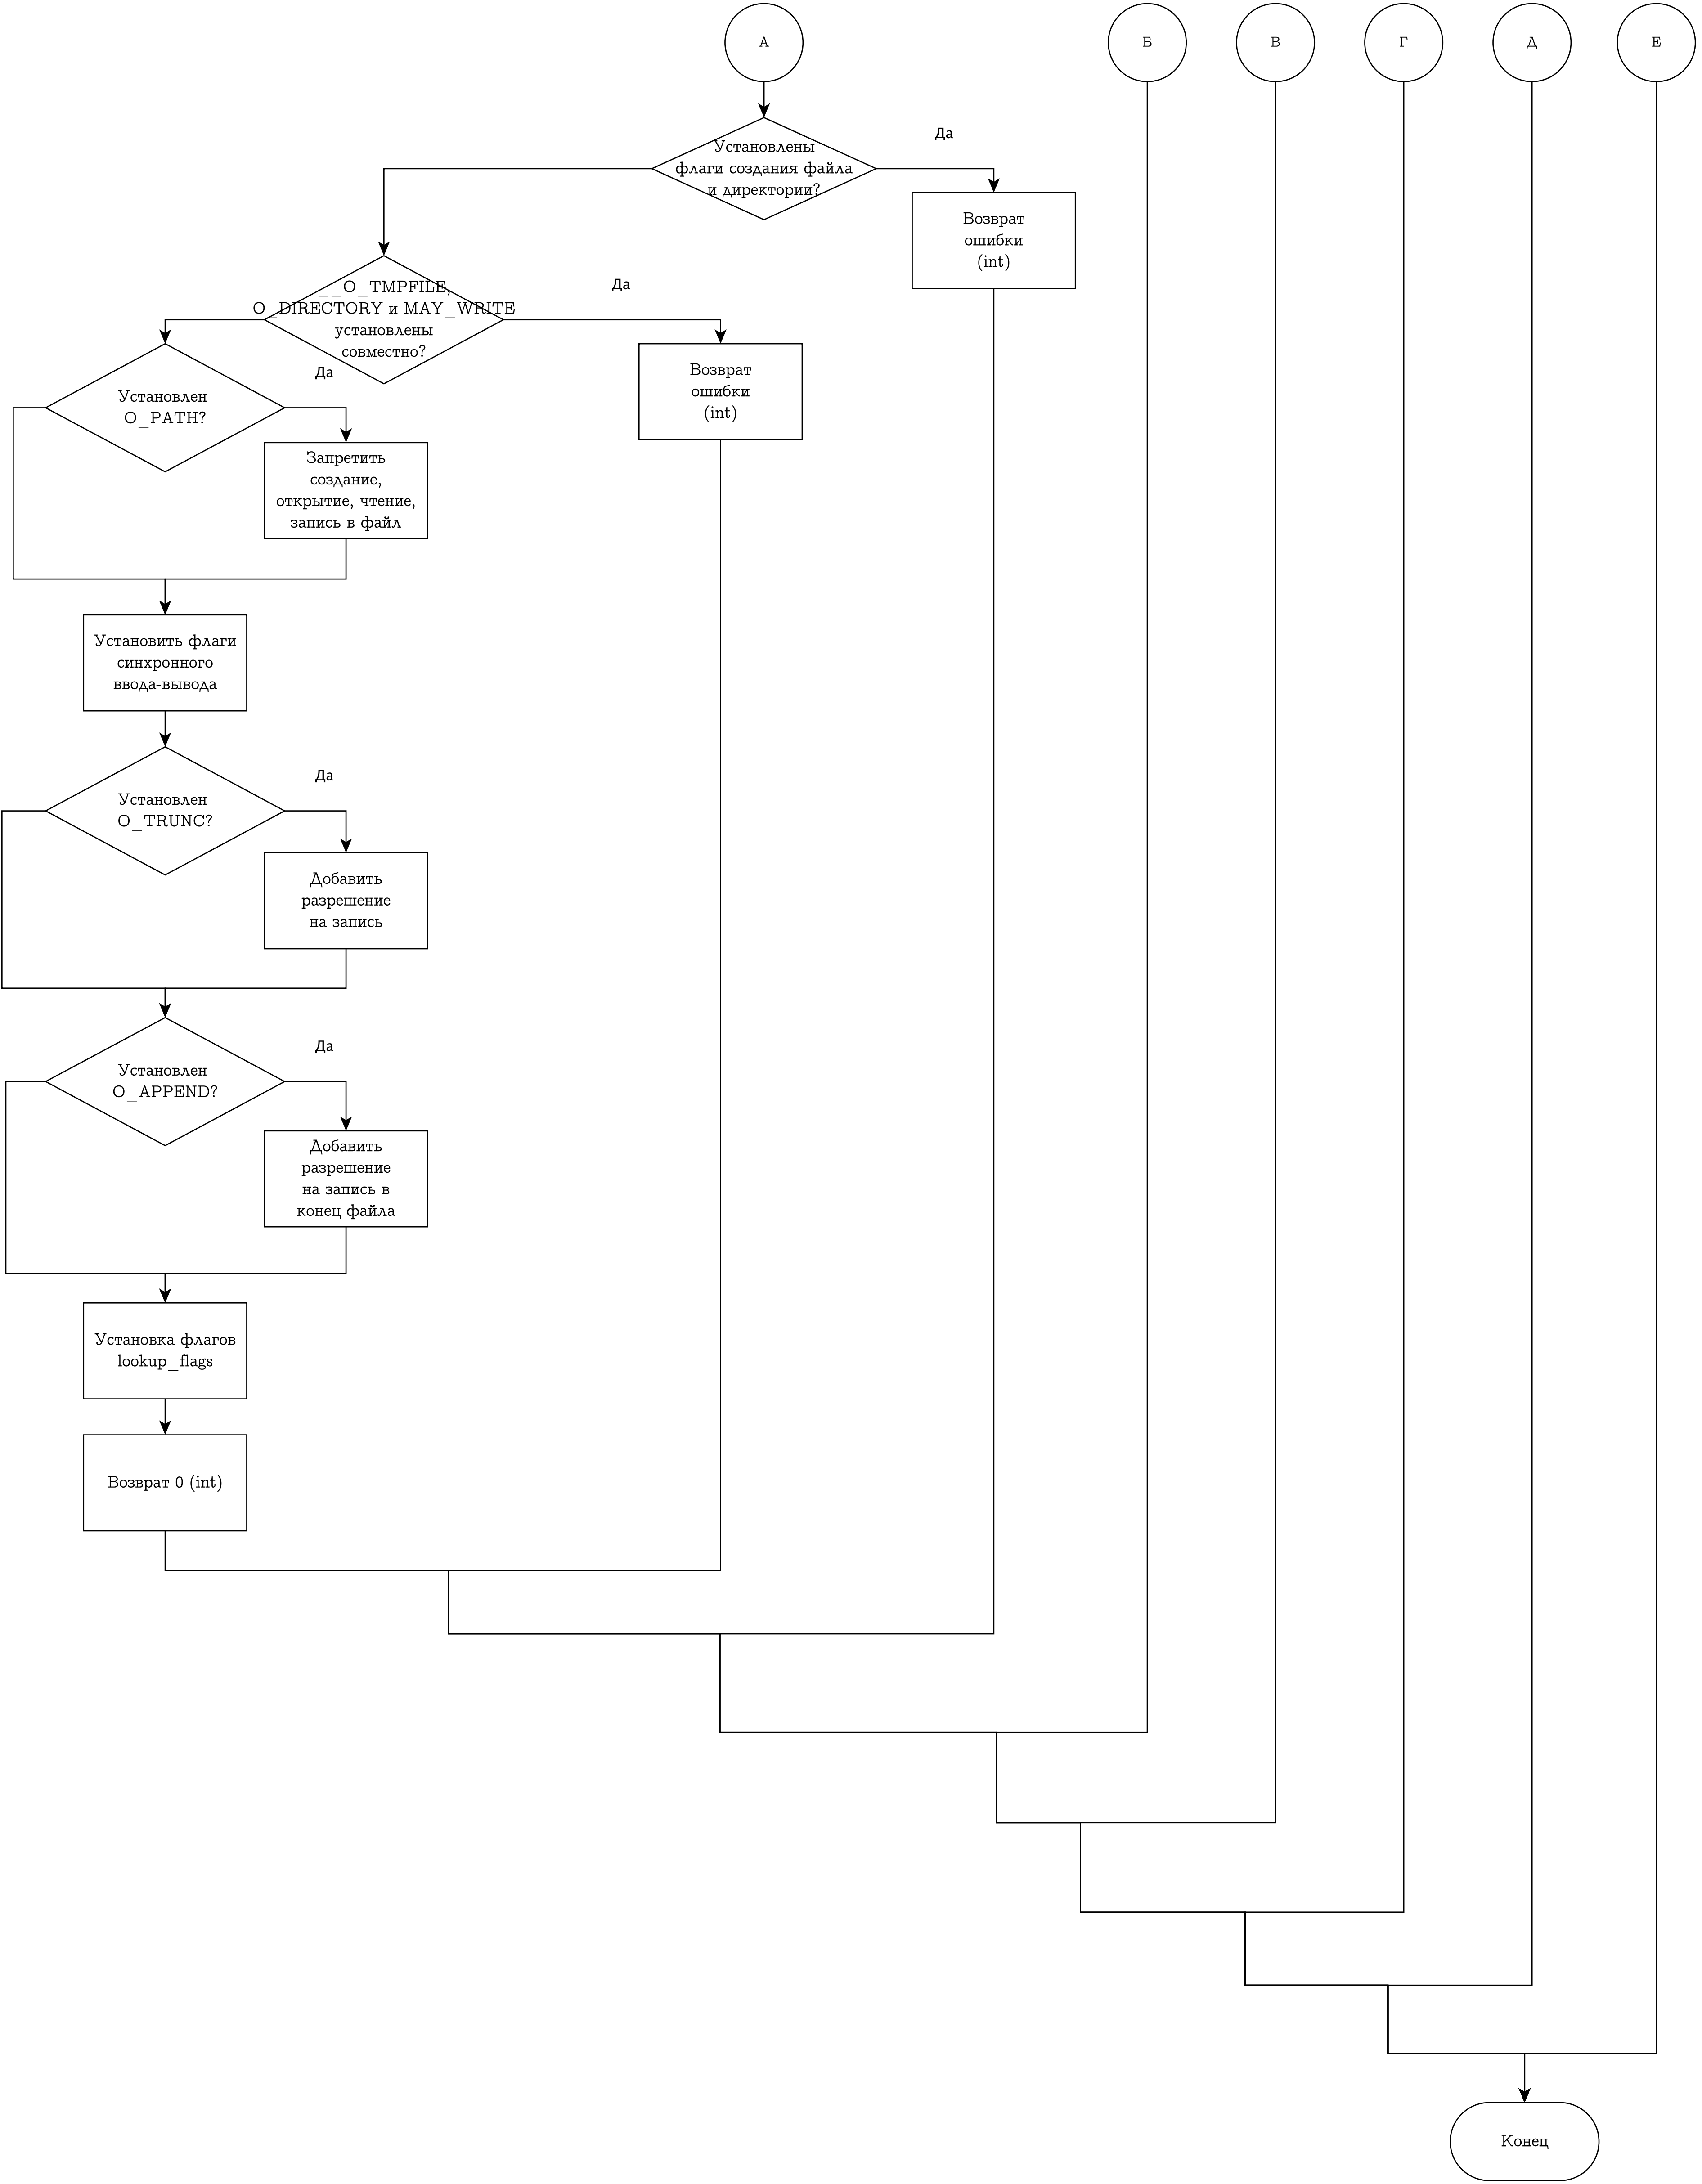 А
Б
В
Г
Д
Е
Да
Установлены
флаги создания файла
и директории?
Возврат
ошибки
(int)
__O_TMPFILE,
O_DIRECTORY и MAY_WRITE
установлены
совместно?
Да
Возврат
ошибки
(int)
Да
Установлен
O_PATH?
Запретить
создание,
открытие, чтение,
запись в файл
Установить флаги
синхронного
ввода-вывода
Да
Установлен
O_TRUNC?
Добавить
разрешение
на запись
Да
Установлен
O_APPEND?
Добавить
разрешение
на запись в
конец файла
Установка флагов
lookup_flags
Возврат 0 (int)
Конец